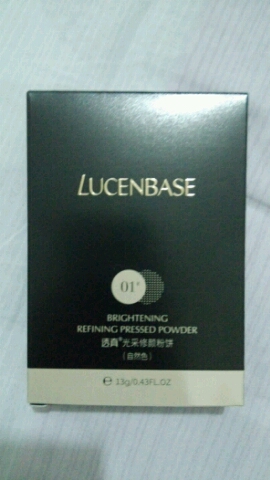 LUCENBASE
01#
BRIGHTENING
REFINING PRESSED POWDER
透真®光采修颜粉饼
(自然色)
℮ 13g/0.43FL.OZ